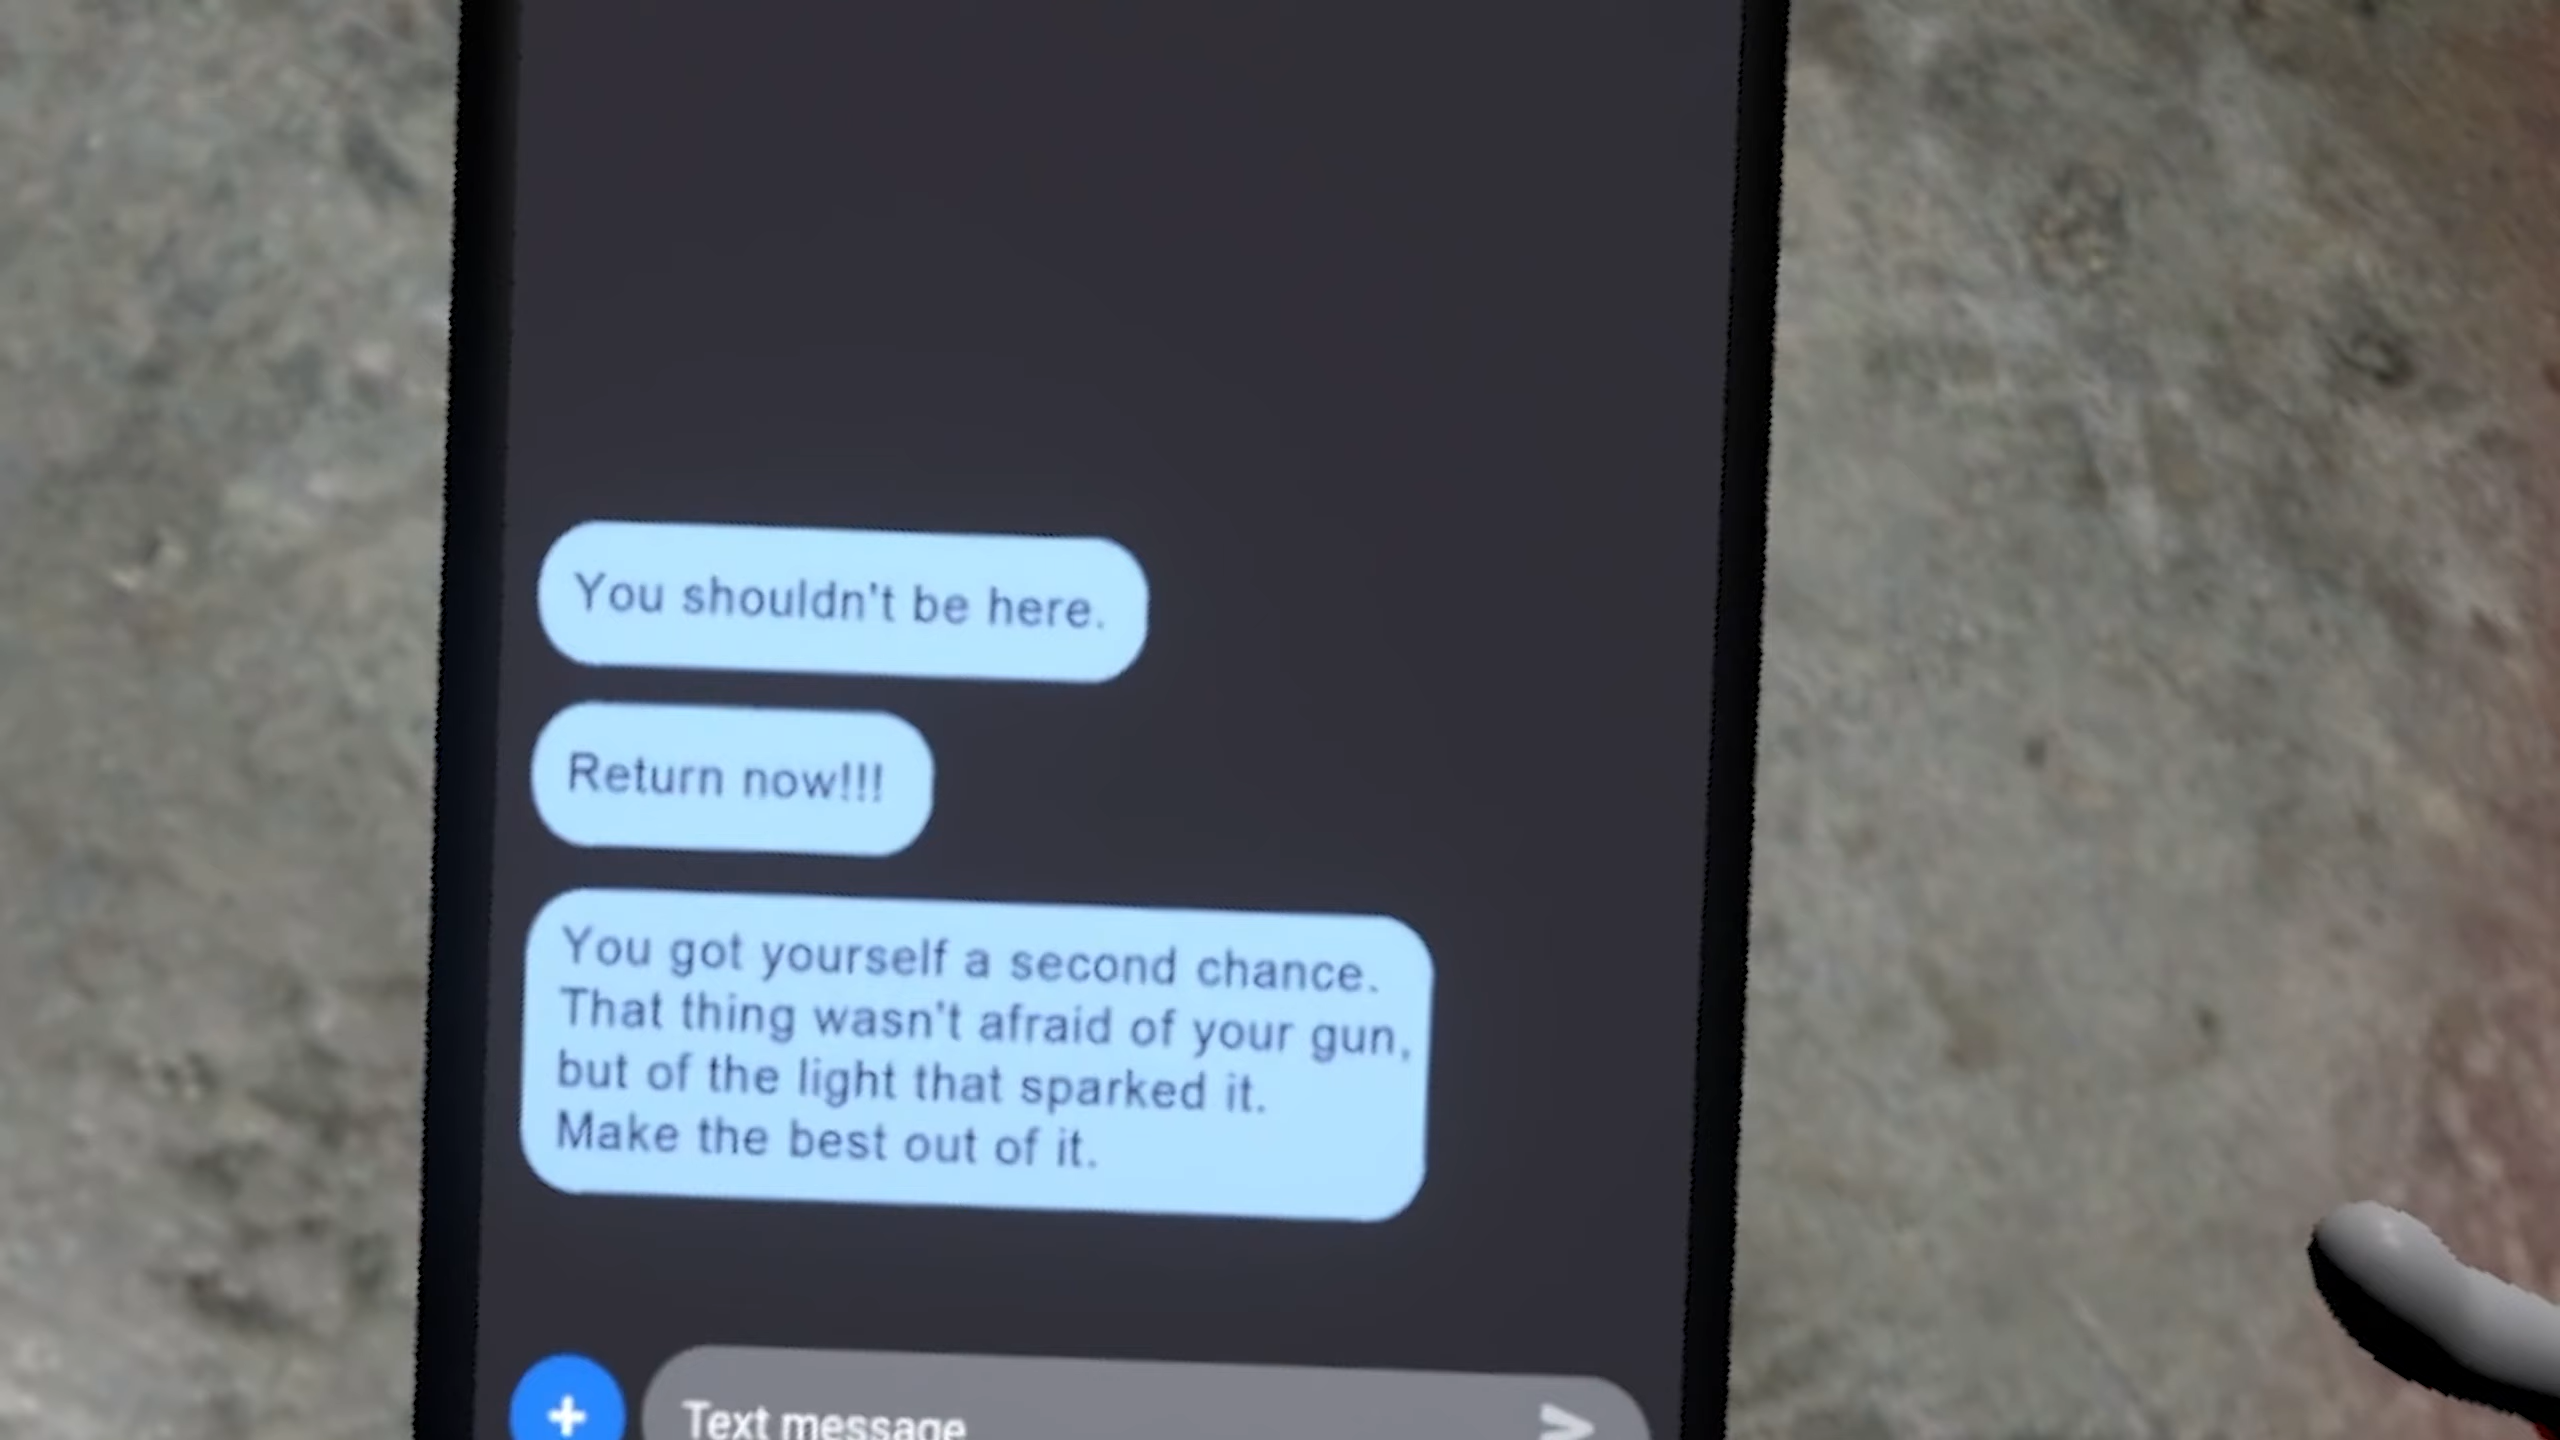 You shouldn't be here.
Return now!!!
You got yourself a second chance.
That thing wasn't afraid of your gun,
but of the light that sparked it.
Make the best out of it.
+
Text message